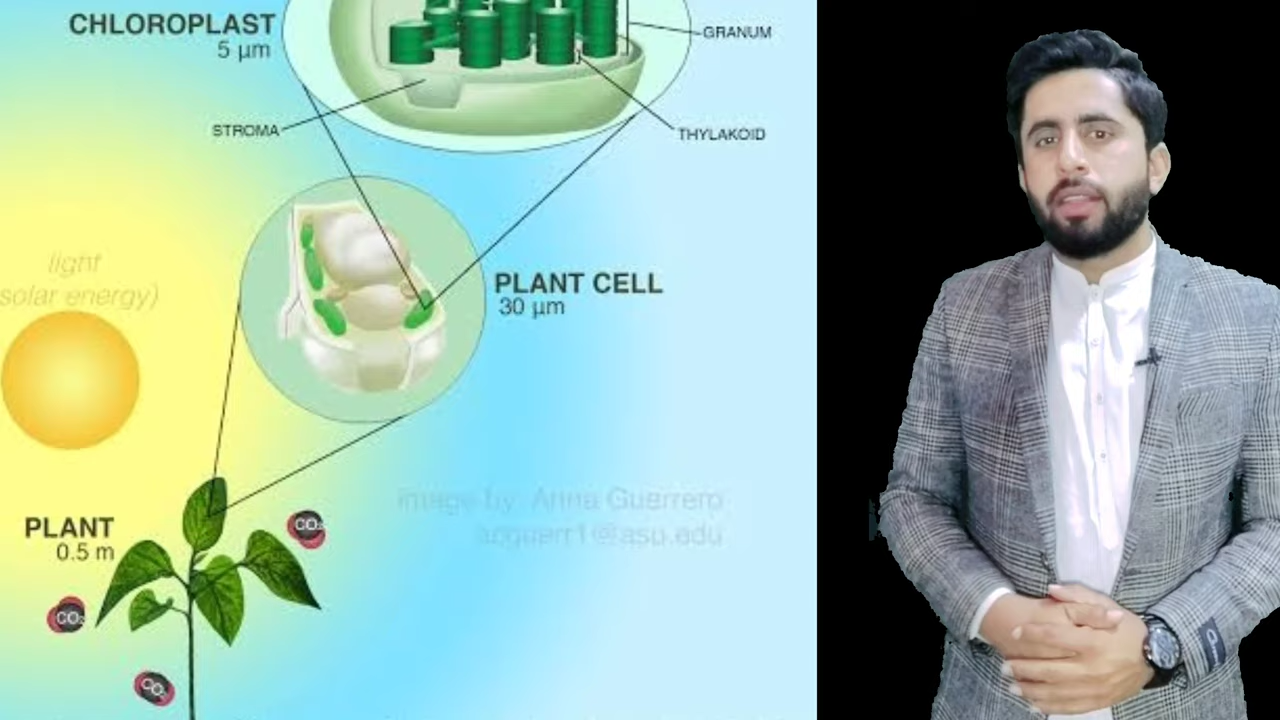 CHLOROPLAST
5 µm
GRANUM
STROMA
THYLAKOID
light
solar energy)
PLANT CELL
30 µm
image by: Anna Guerrero
acguerr1@asu.edu
PLANT
0.5 m
CO₂
CO₂
CO₂